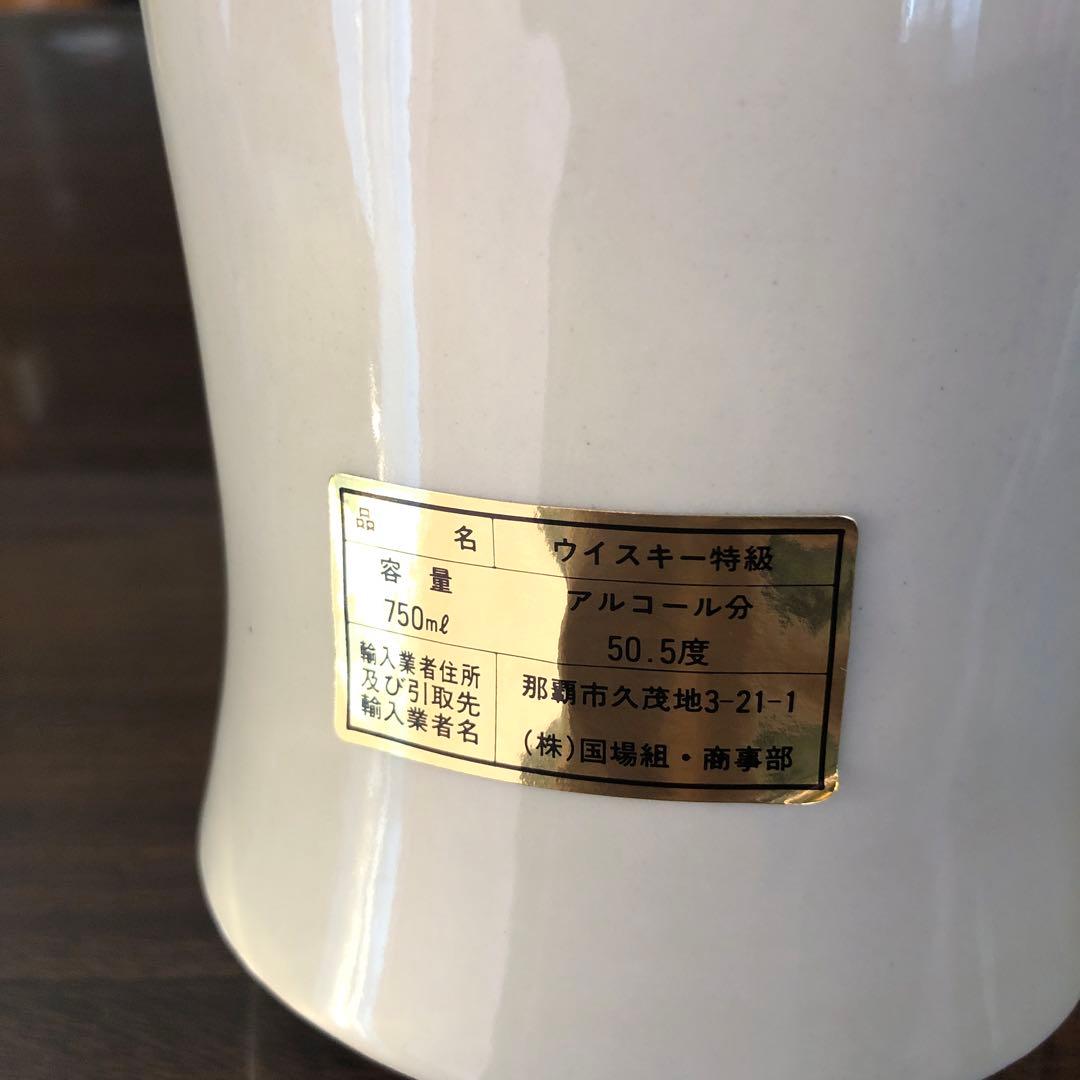 品 名 ウイスキー特級
容量 アルコール分
750ml 50.5度
輸入業者住所
及び引取先
輸入業者名
那覇市久茂地3-21-1
(株)国場組・商事部